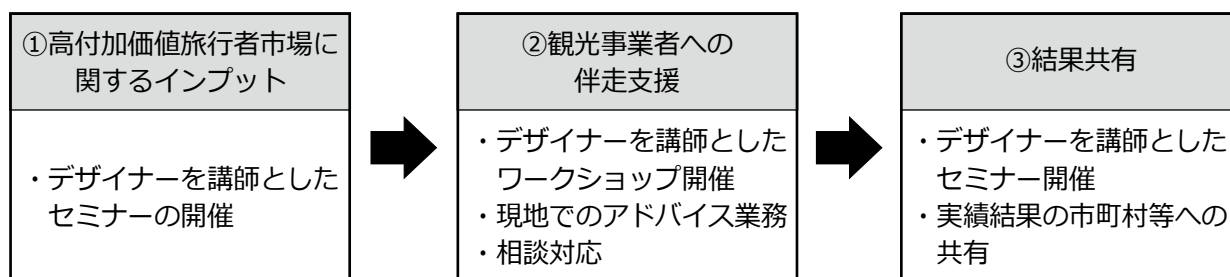 ①高付加価値旅行者市場に
関するインプット
・デザイナーを講師とした
セミナーの開催
②観光事業者への
伴走支援
・デザイナーを講師とした
ワークショップ開催
・現地でのアドバイス業務
・相談対応
③結果共有
・デザイナーを講師とした
セミナー開催
・実績結果の市町村等への
共有